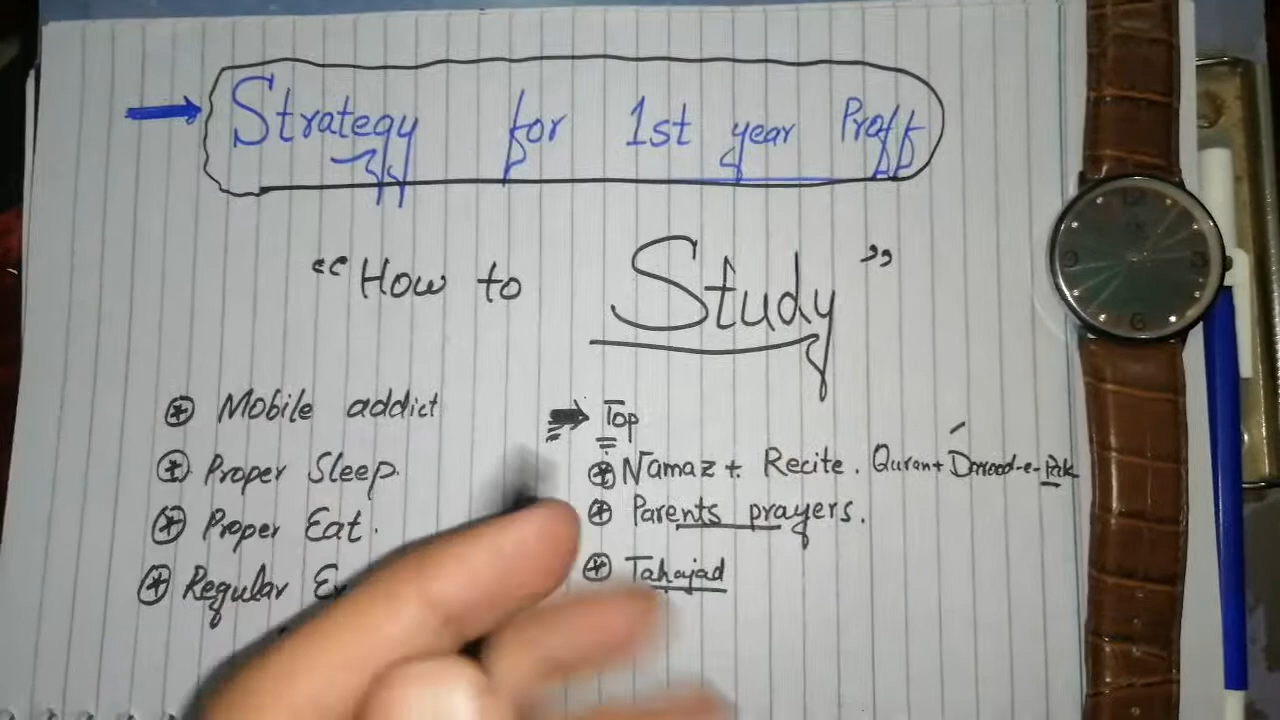 Strategy for 1st year Proff
"How to Study"
Mobile addict
Proper Sleep.
Proper Eat.
Regular
Top
Namaz + Recite. Quran + Darood-e-Pak
Parents prayers.
Tahajad